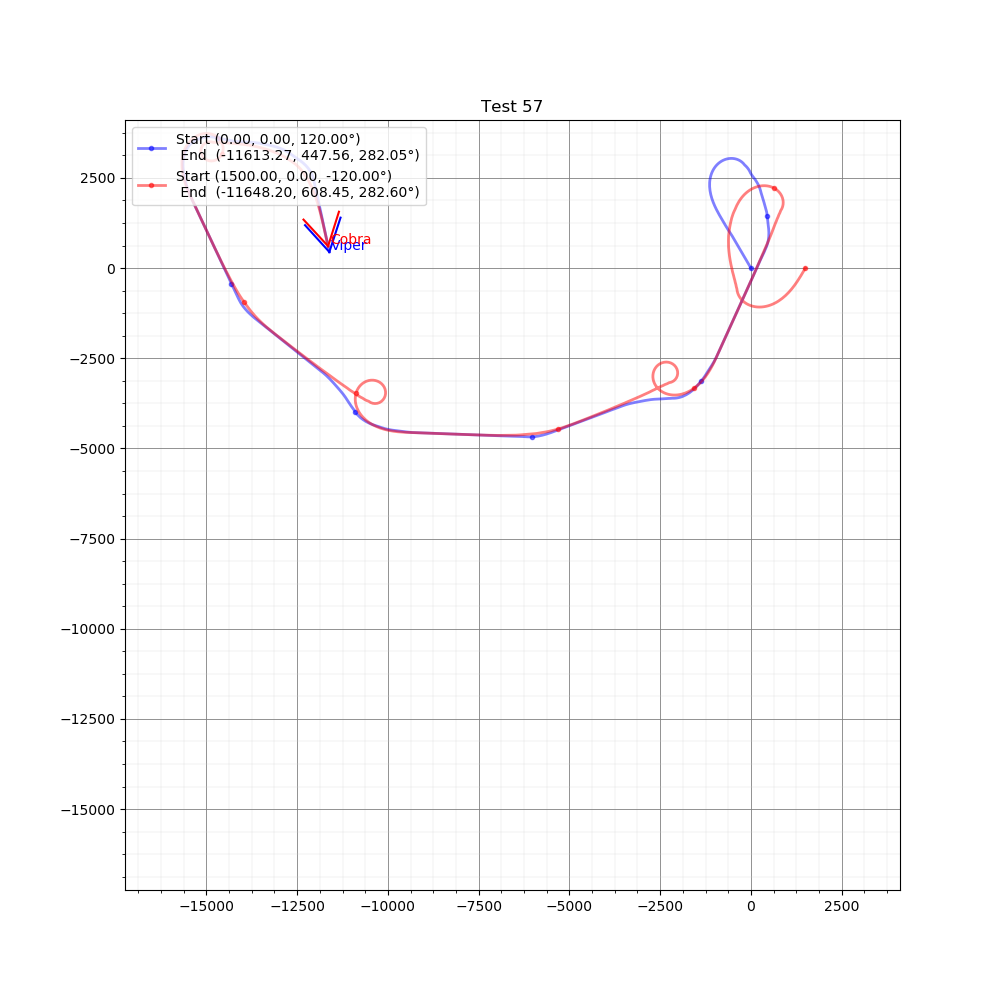 Test 57
Start (0.00, 0.00, 120.00°)
End (-11613.27, 447.56, 282.05°)
Start (1500.00, 0.00, -120.00°)
End (-11648.20, 608.45, 282.60°)
Cobra
Viper
2500
0
−2500
−5000
−7500
−10000
−12500
−15000
−15000 −12500 −10000 −7500 −5000 −2500 0 2500